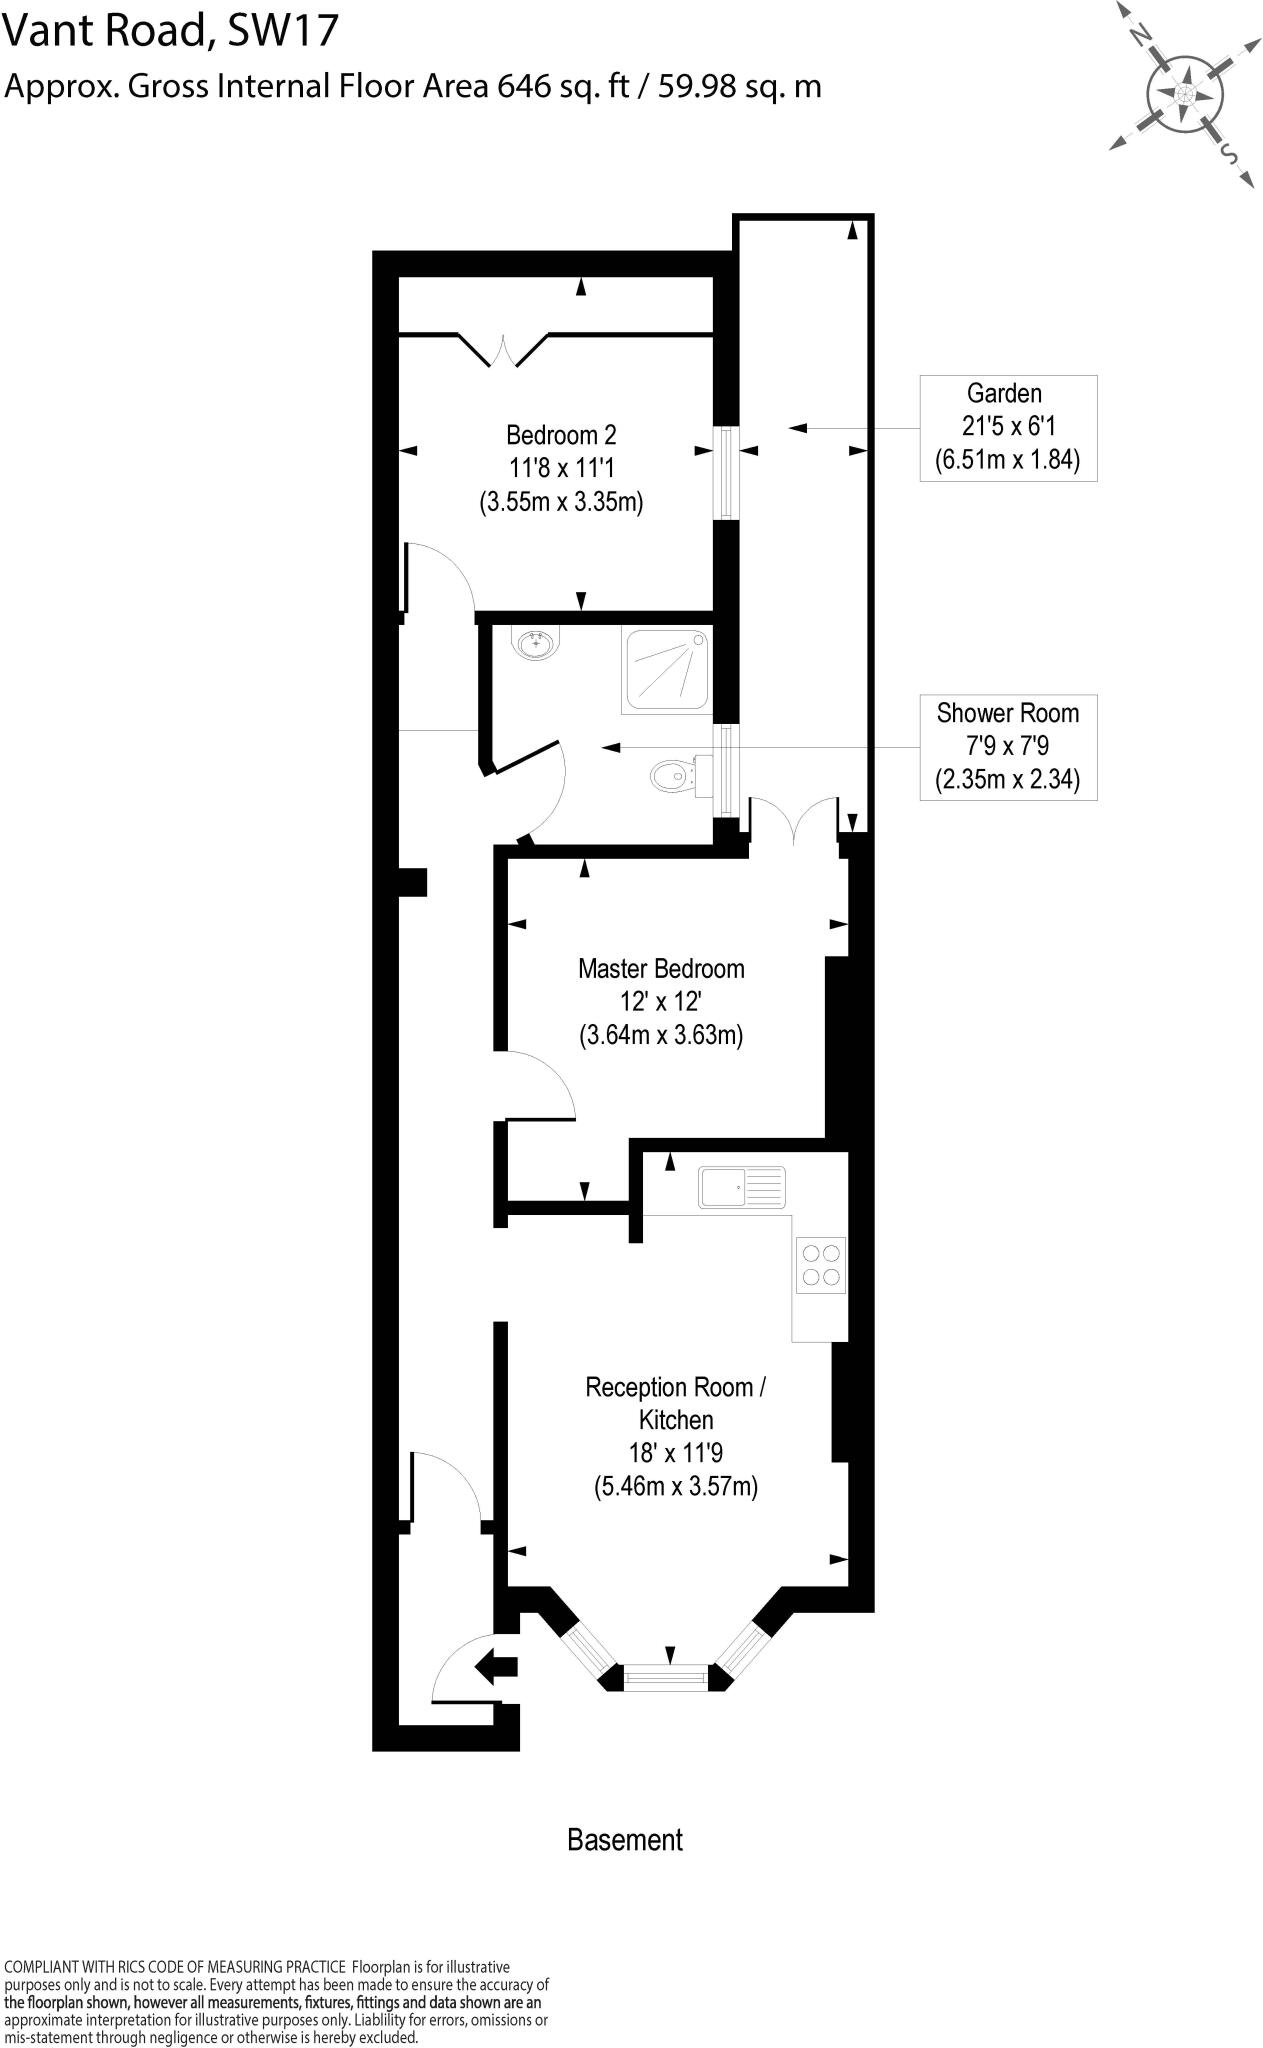 Vant Road, SW17
Approx. Gross Internal Floor Area 646 sq. ft / 59.98 sq. m
N
S
Garden
21'5 x 6'1
(6.51m x 1.84)
Bedroom 2
11'8 x 11'1
(3.55m x 3.35m)
Shower Room
7'9 x 7'9
(2.35m x 2.34)
Master Bedroom
12' x 12'
(3.64m x 3.63m)
Reception Room /
Kitchen
18' x 11'9
(5.46m x 3.57m)
Basement
COMPLIANT WITH RICS CODE OF MEASURING PRACTICE Floorplan is for illustrative
purposes only and is not to scale. Every attempt has been made to ensure the accuracy of
the floorplan shown, however all measurements, fixtures, fittings and data shown are an
approximate interpretation for illustrative purposes only. Liablility for errors, omissions or
mis-statement through negligence or otherwise is hereby excluded.